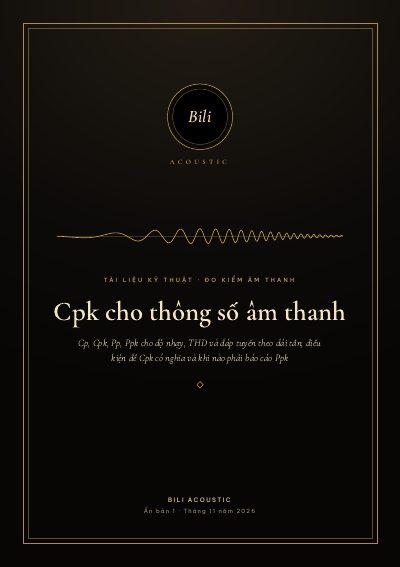 Bili
ACOUSTIC
TÀI LIỆU KỸ THUẬT · ĐO KIỂM ÂM THANH
Cpk cho thông số âm thanh
Cp, Cpk, Pp, Ppk cho độ nhạy, THD và đáp tuyến theo dải tần; điều
kiện để Cpk có nghĩa và khi nào phải báo cáo Ppk
BILI ACOUSTIC
Ấn bản 1 · Tháng 11 năm 2026